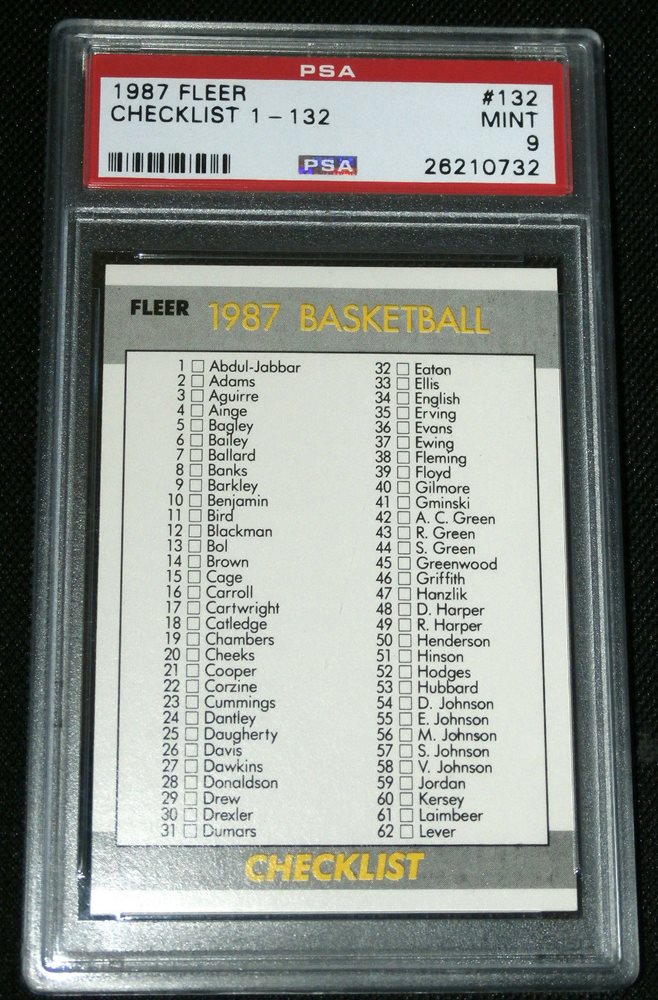 PSA
1987 FLEER #132
CHECKLIST 1 - 132 MINT
9
PSA 26210732
FLEER 1987 BASKETBALL
1 Abdul-Jabbar
2 Adams
3 Aguirre
4 Ainge
5 Bagley
6 Bailey
7 Ballard
8 Banks
9 Barkley
10 Benjamin
11 Bird
12 Blackman
13 Bol
14 Brown
15 Cage
16 Carroll
17 Cartwright
18 Catledge
19 Chambers
20 Cheeks
21 Cooper
22 Corzine
23 Cummings
24 Dantley
25 Daugherty
26 Davis
27 Dawkins
28 Donaldson
29 Drew
30 Drexler
31 Dumars
32 Eaton
33 Ellis
34 English
35 Erving
36 Evans
37 Ewing
38 Fleming
39 Floyd
40 Gilmore
41 Gminski
42 A. C. Green
43 R. Green
44 S. Green
45 Greenwood
46 Griffith
47 Hanzlik
48 D. Harper
49 R. Harper
50 Henderson
51 Hinson
52 Hodges
53 Hubbard
54 D. Johnson
55 E. Johnson
56 M. Johnson
57 S. Johnson
58 V. Johnson
59 Jordan
60 Kersey
61 Laimbeer
62 Lever
CHECKLIST